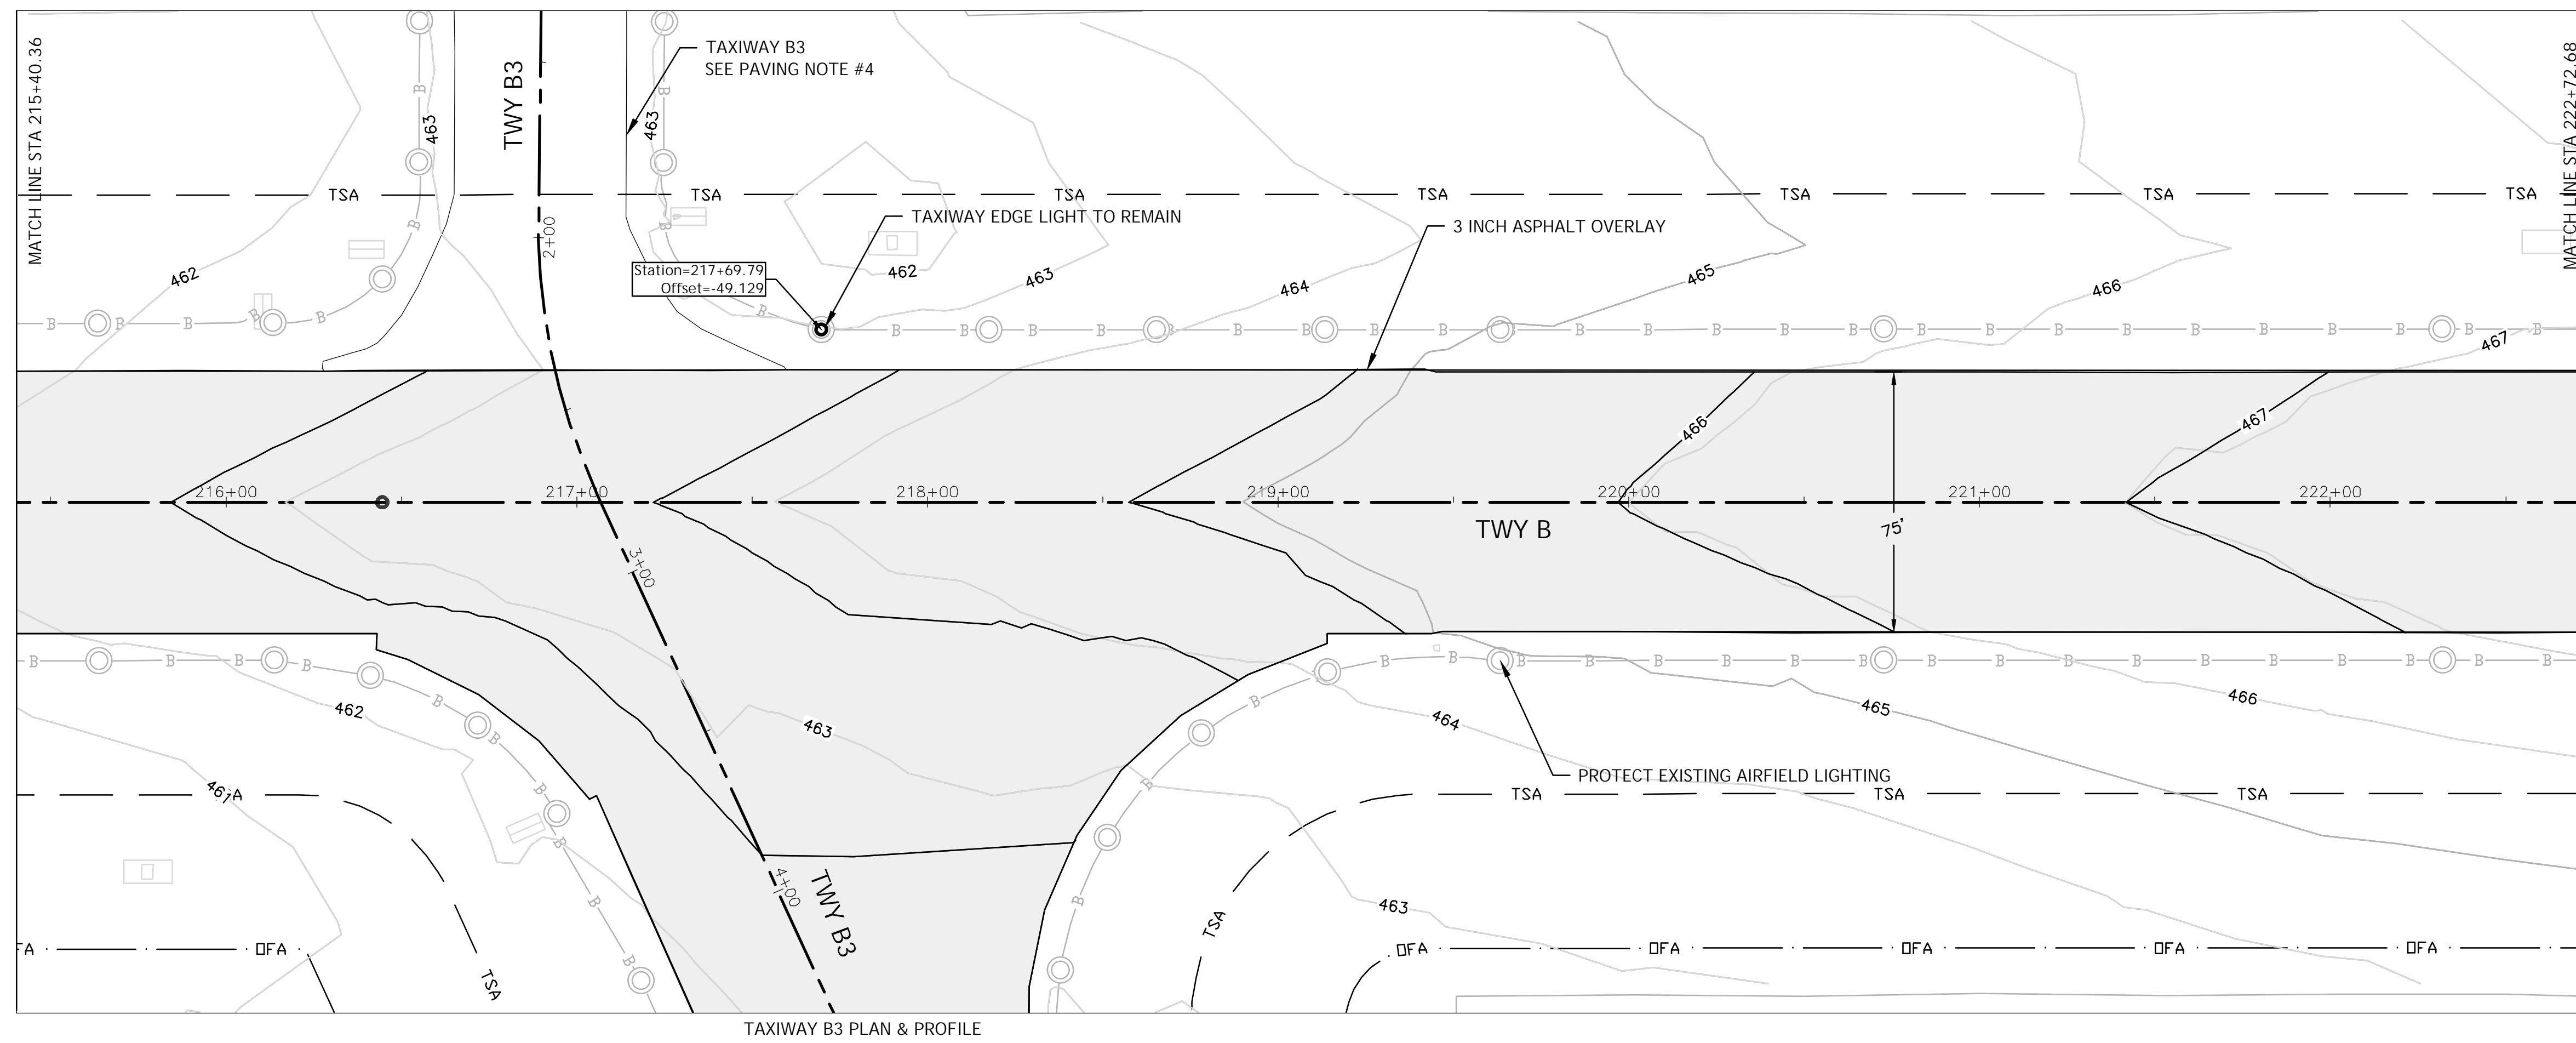 MATCH LINE STA 215+40.36
MATCH LINE STA 222+72.68
TWY B3
TAXIWAY B3
SEE PAVING NOTE #4
B
463
B
463
B
TSA
TSA
TSA
TSA
TSA
TSA
TSA
2+00
TAXIWAY EDGE LIGHT TO REMAIN
3 INCH ASPHALT OVERLAY
Station=217+69.79
Offset=-49.129
462
462
463
464
465
466
467
B B B B B B
B B B B B B B B B B B B B B B B B B B
466
467
216+00
217+00
218+00
219+00
220+00
221+00
222+00
TWY B
75'
3+00
B B B B B B B B B B B B B B B B B B B B B B B
462
463
464
465
466
PROTECT EXISTING AIRFIELD LIGHTING
461
A
TSA
TSA
TSA
4+00
TWY B3
463
TSA
TSA
FA
OFA
OFA
OFA
OFA
OFA
OFA
TAXIWAY B3 PLAN & PROFILE